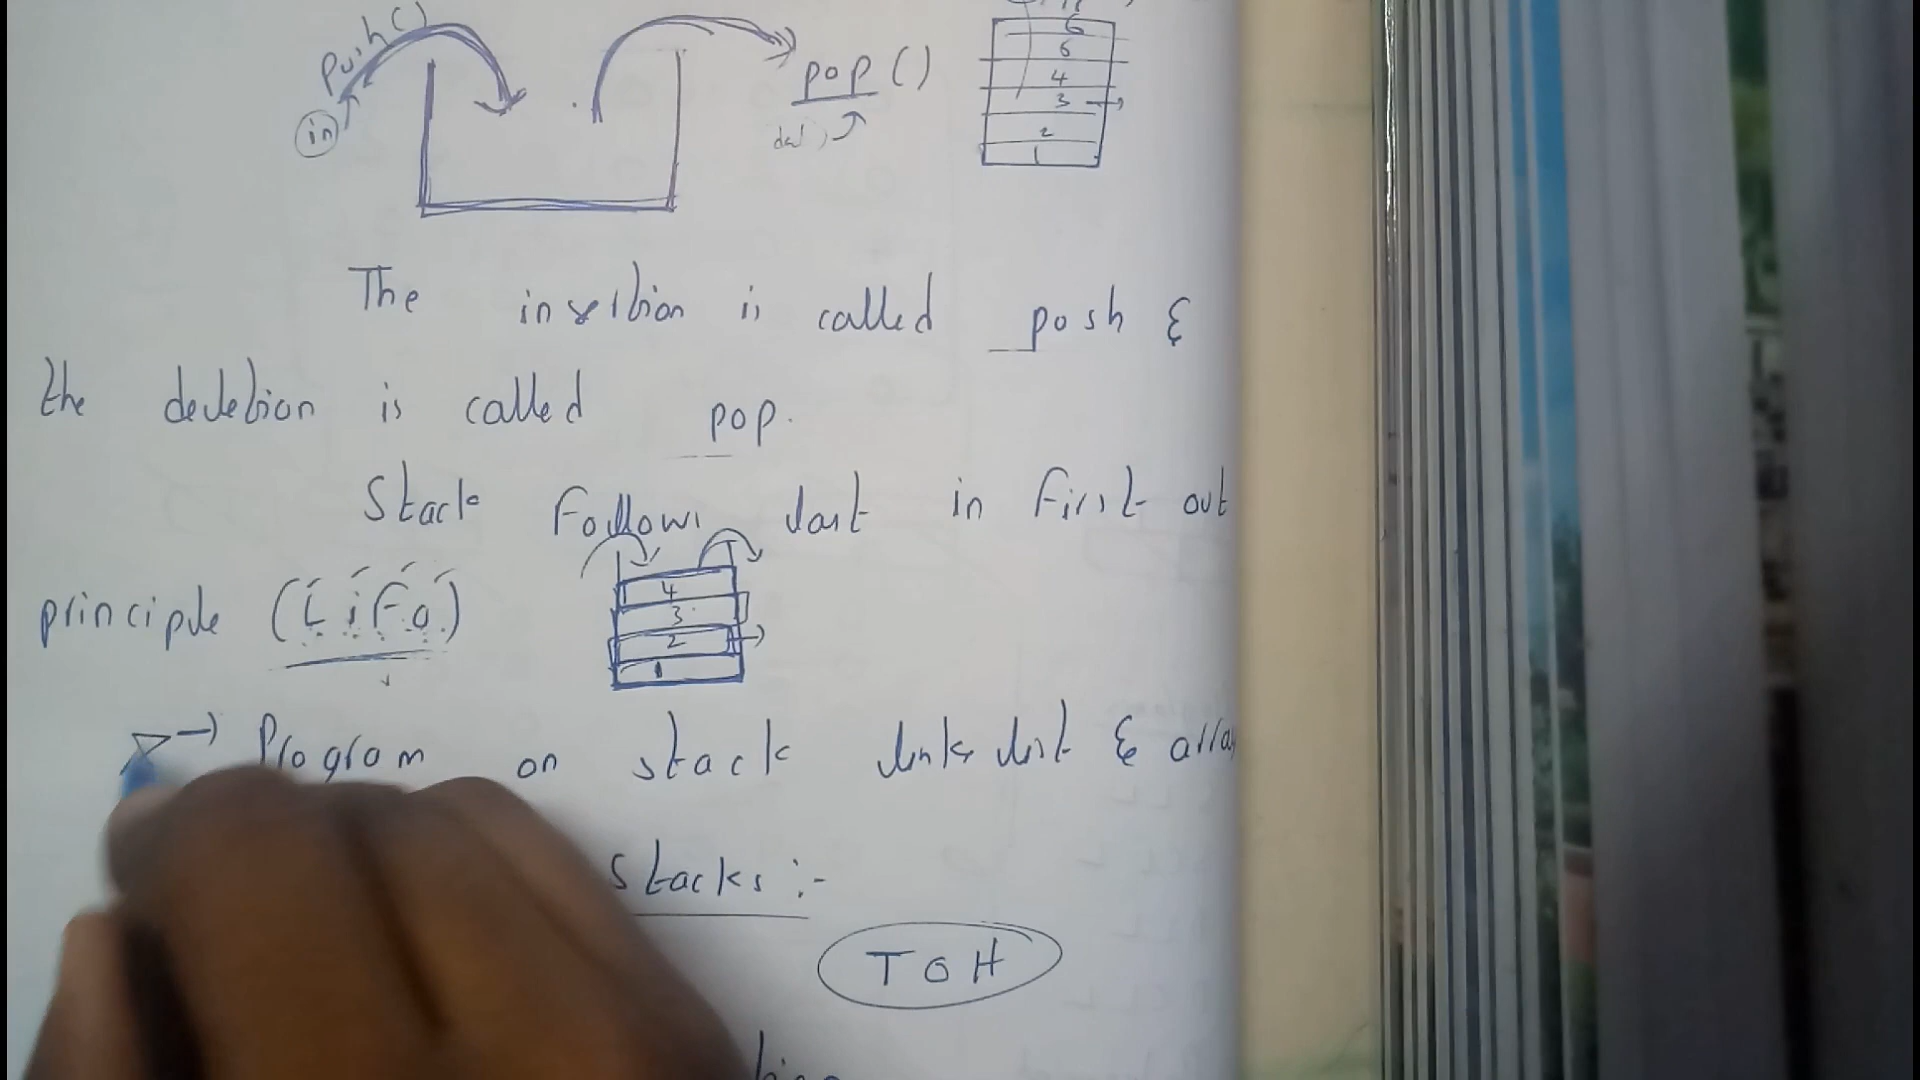 push()
in
pop ()
del
6
6
4
3
2
1
The insertion is called push &
the deletion is called pop.
Stack Follows last in First out
principle (LiFo)
4
3
2
1
→ Program on stack link list & array
stacks :-
TOH